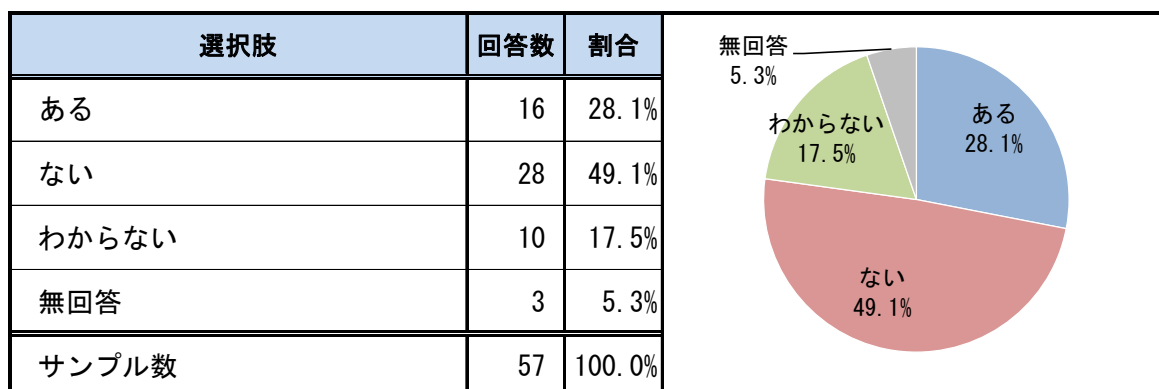 選択肢 回答数 割合
ある 16 28.1%
ない 28 49.1%
わからない 10 17.5%
無回答 3 5.3%
サンプル数 57 100.0%
無回答
5.3%
わからない
17.5%
ある
28.1%
ない
49.1%